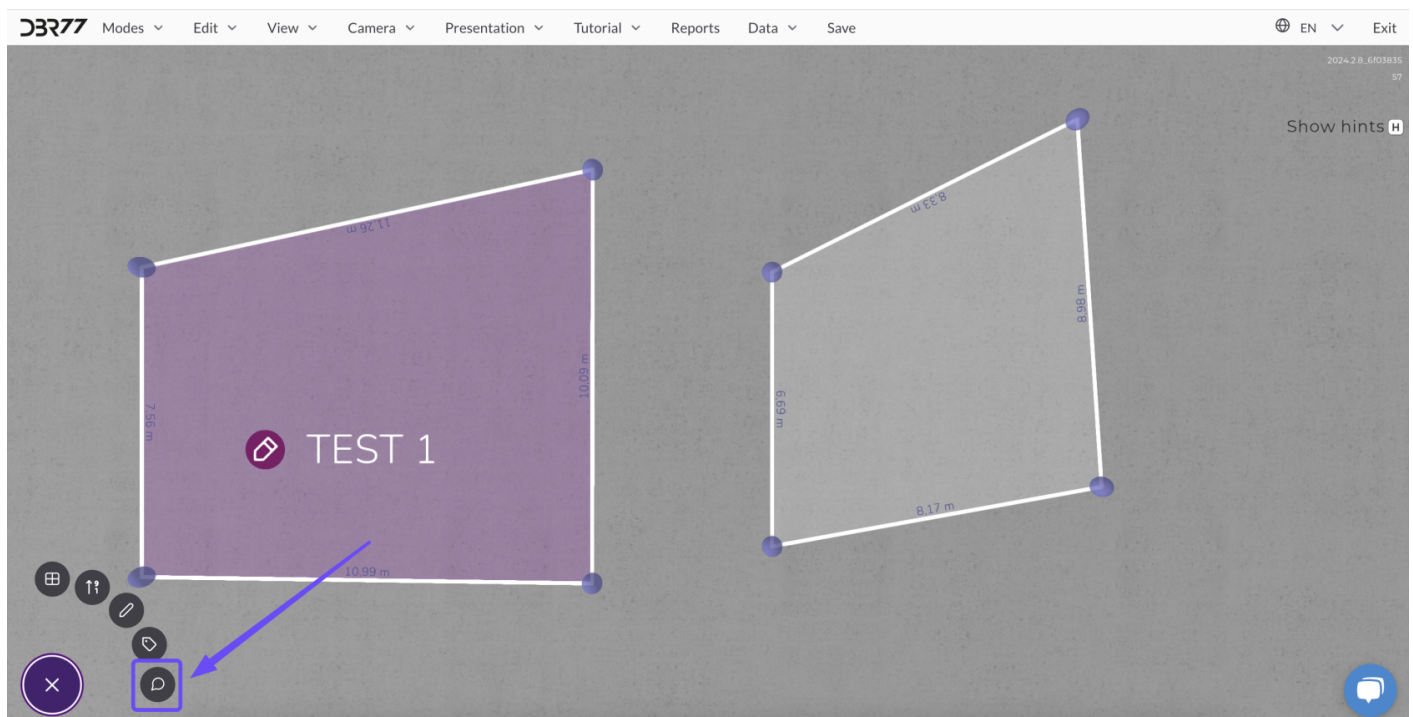 DBR77 Modes Edit View Camera Presentation Tutorial Reports Data Save EN Exit
2024.2.8_6f03835
57
Show hints H
11,26 m
8,33 m
8,98 m
10,09 m
7,56 m
6,69 m
TEST 1
8,17 m
10,99 m